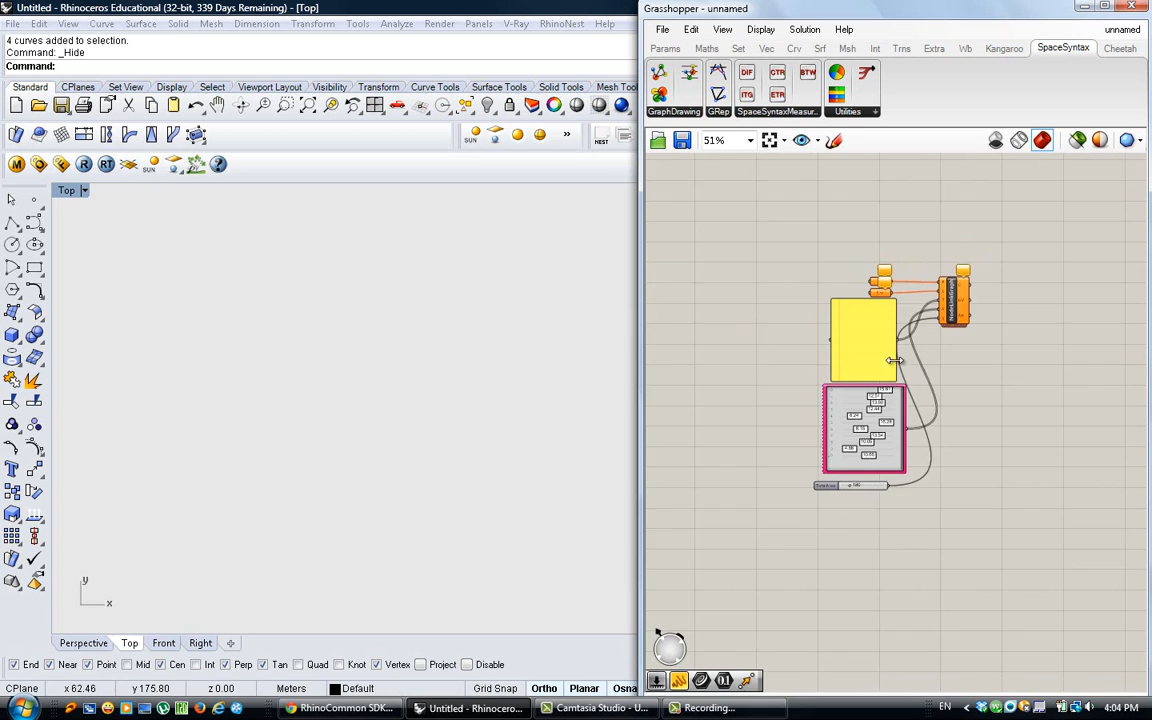 Untitled - Rhinoceros Educational (32-bit, 339 Days Remaining) - [Top]
File Edit View Curve Surface Solid Mesh Dimension Transform Tools Analyze Render Panels V-Ray RhinoNest Help
4 curves added to selection.
Command: _Hide
Command:
Standard CPlanes Set View Display Select Viewport Layout Visibility Transform Curve Tools Surface Tools Solid Tools Mesh Tool
SUN NEST
M O F R RT SUN
Top
y
x
Perspective Top Front Right
End Near Point Mid Cen Int Perp Tan Quad Knot Vertex Project Disable
CPlane x 62.46 y 175.80 z 0.00 Meters Default Grid Snap Ortho Planar Osna
Grasshopper - unnamed
File Edit View Display Solution Help unnamed
Params Maths Set Vec Crv Srf Msh Int Trns Extra Wb Kangaroo SpaceSyntax Cheetah
DIF CTR BTW
ITG ETR
GraphDrawing GRep SpaceSyntaxMeasur... Utilities
51%
RhinoCommon SDK... Untitled - Rhinocero... Camtasia Studio - U... Recording... EN 4:04 PM